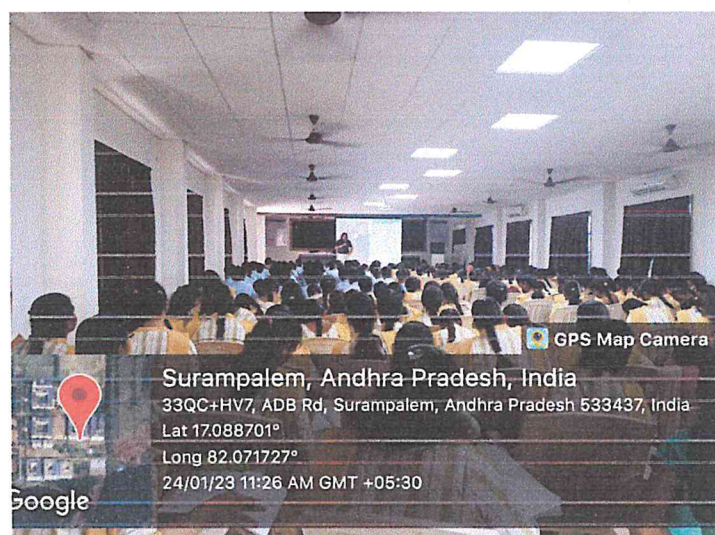 GPS Map Camera
Surampalem, Andhra Pradesh, India
33QC+HV7, ADB Rd, Surampalem, Andhra Pradesh 533437, India
Lat 17.088701°
Long 82.071727°
24/01/23 11:26 AM GMT +05:30
Google